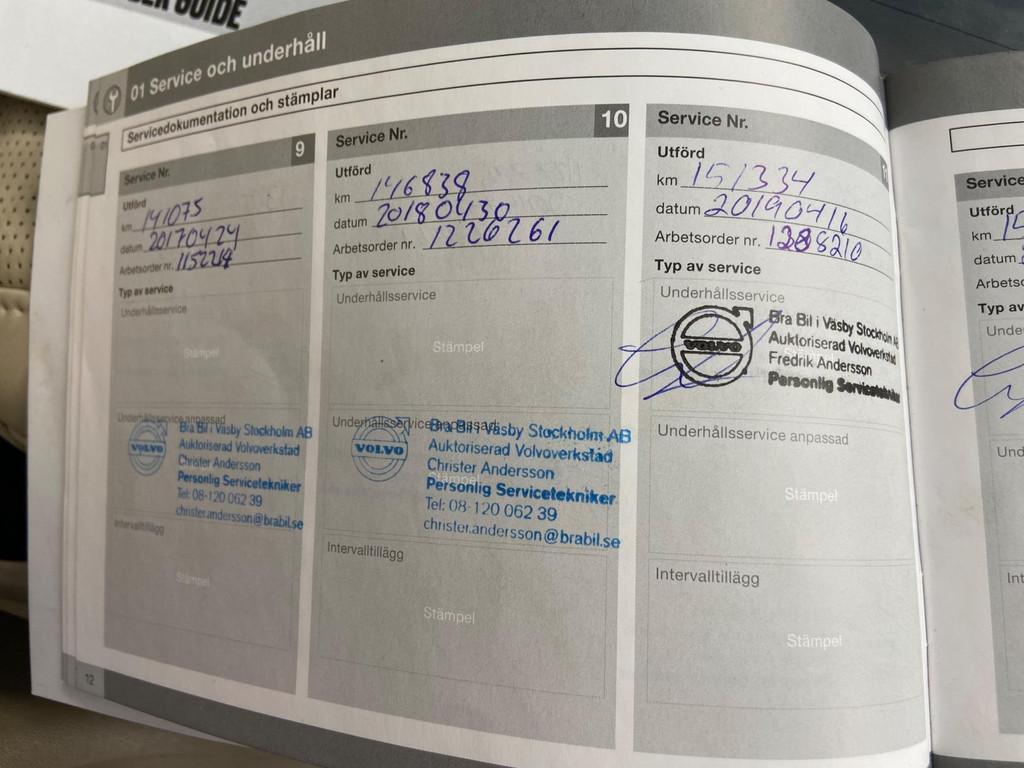 GUIDE
01 Service och underhåll
Servicedokumentation och stämplar
Service Nr. 9
Utförd
km 141075
datum 20170424
Arbetsorder nr.
Typ av service
Underhållsservice
Stämpel
Underhållsservice anpassad
VOLVO
Bra Bil i Väsby Stockholm AB
Auktoriserad Volvoverkstad
Christer Andersson
Personlig Servicetekniker
Tel: 08-120 062 39
christer.andersson@brabil.se
Intervalltillägg
Stämpel
12
Service Nr. 10
Utförd
km 146838
datum 20180430
Arbetsorder nr. 1226261
Typ av service
Underhållsservice
Stämpel
Underhållsservice anpassad
VOLVO
Bra Bil i Väsby Stockholm AB
Auktoriserad Volvoverkstad
Christer Andersson
Stämpel
Personlig Servicetekniker
Tel: 08-120 062 39
christer.andersson@brabil.se
Intervalltillägg
Stämpel
Service Nr.
Utförd
km 151334
datum 20190416
Arbetsorder nr. 1288210
Typ av service
Underhållsservice
VOLVO
Bra Bil i Väsby Stockholm
Auktoriserad Volvoverkstad
Fredrik Andersson
Personlig Servicetekniker
Underhållsservice anpassad
Stämpel
Intervalltillägg
Stämpel
Service
Utförd
km
datum
Arbets
Typ av
Unde
Und
Int